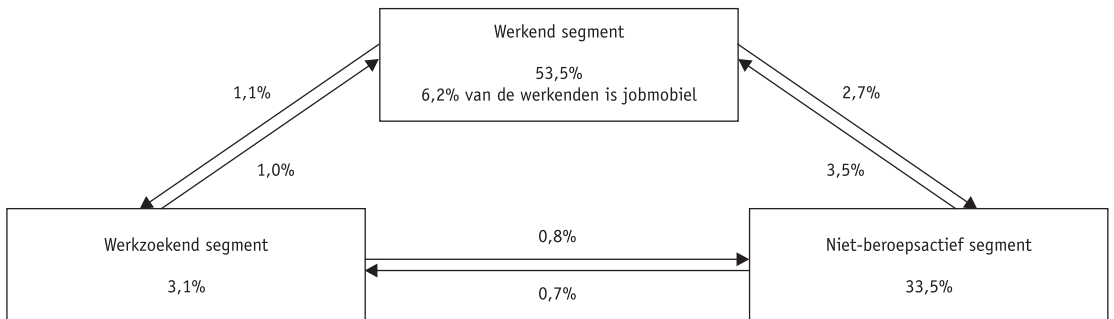 Werkend segment
53,5%
6,2% van de werkenden is jobmobiel
1,1%
2,7%
1,0%
3,5%
Werkzoekend segment
3,1%
0,8%
0,7%
Niet-beroepsactief segment
33,5%